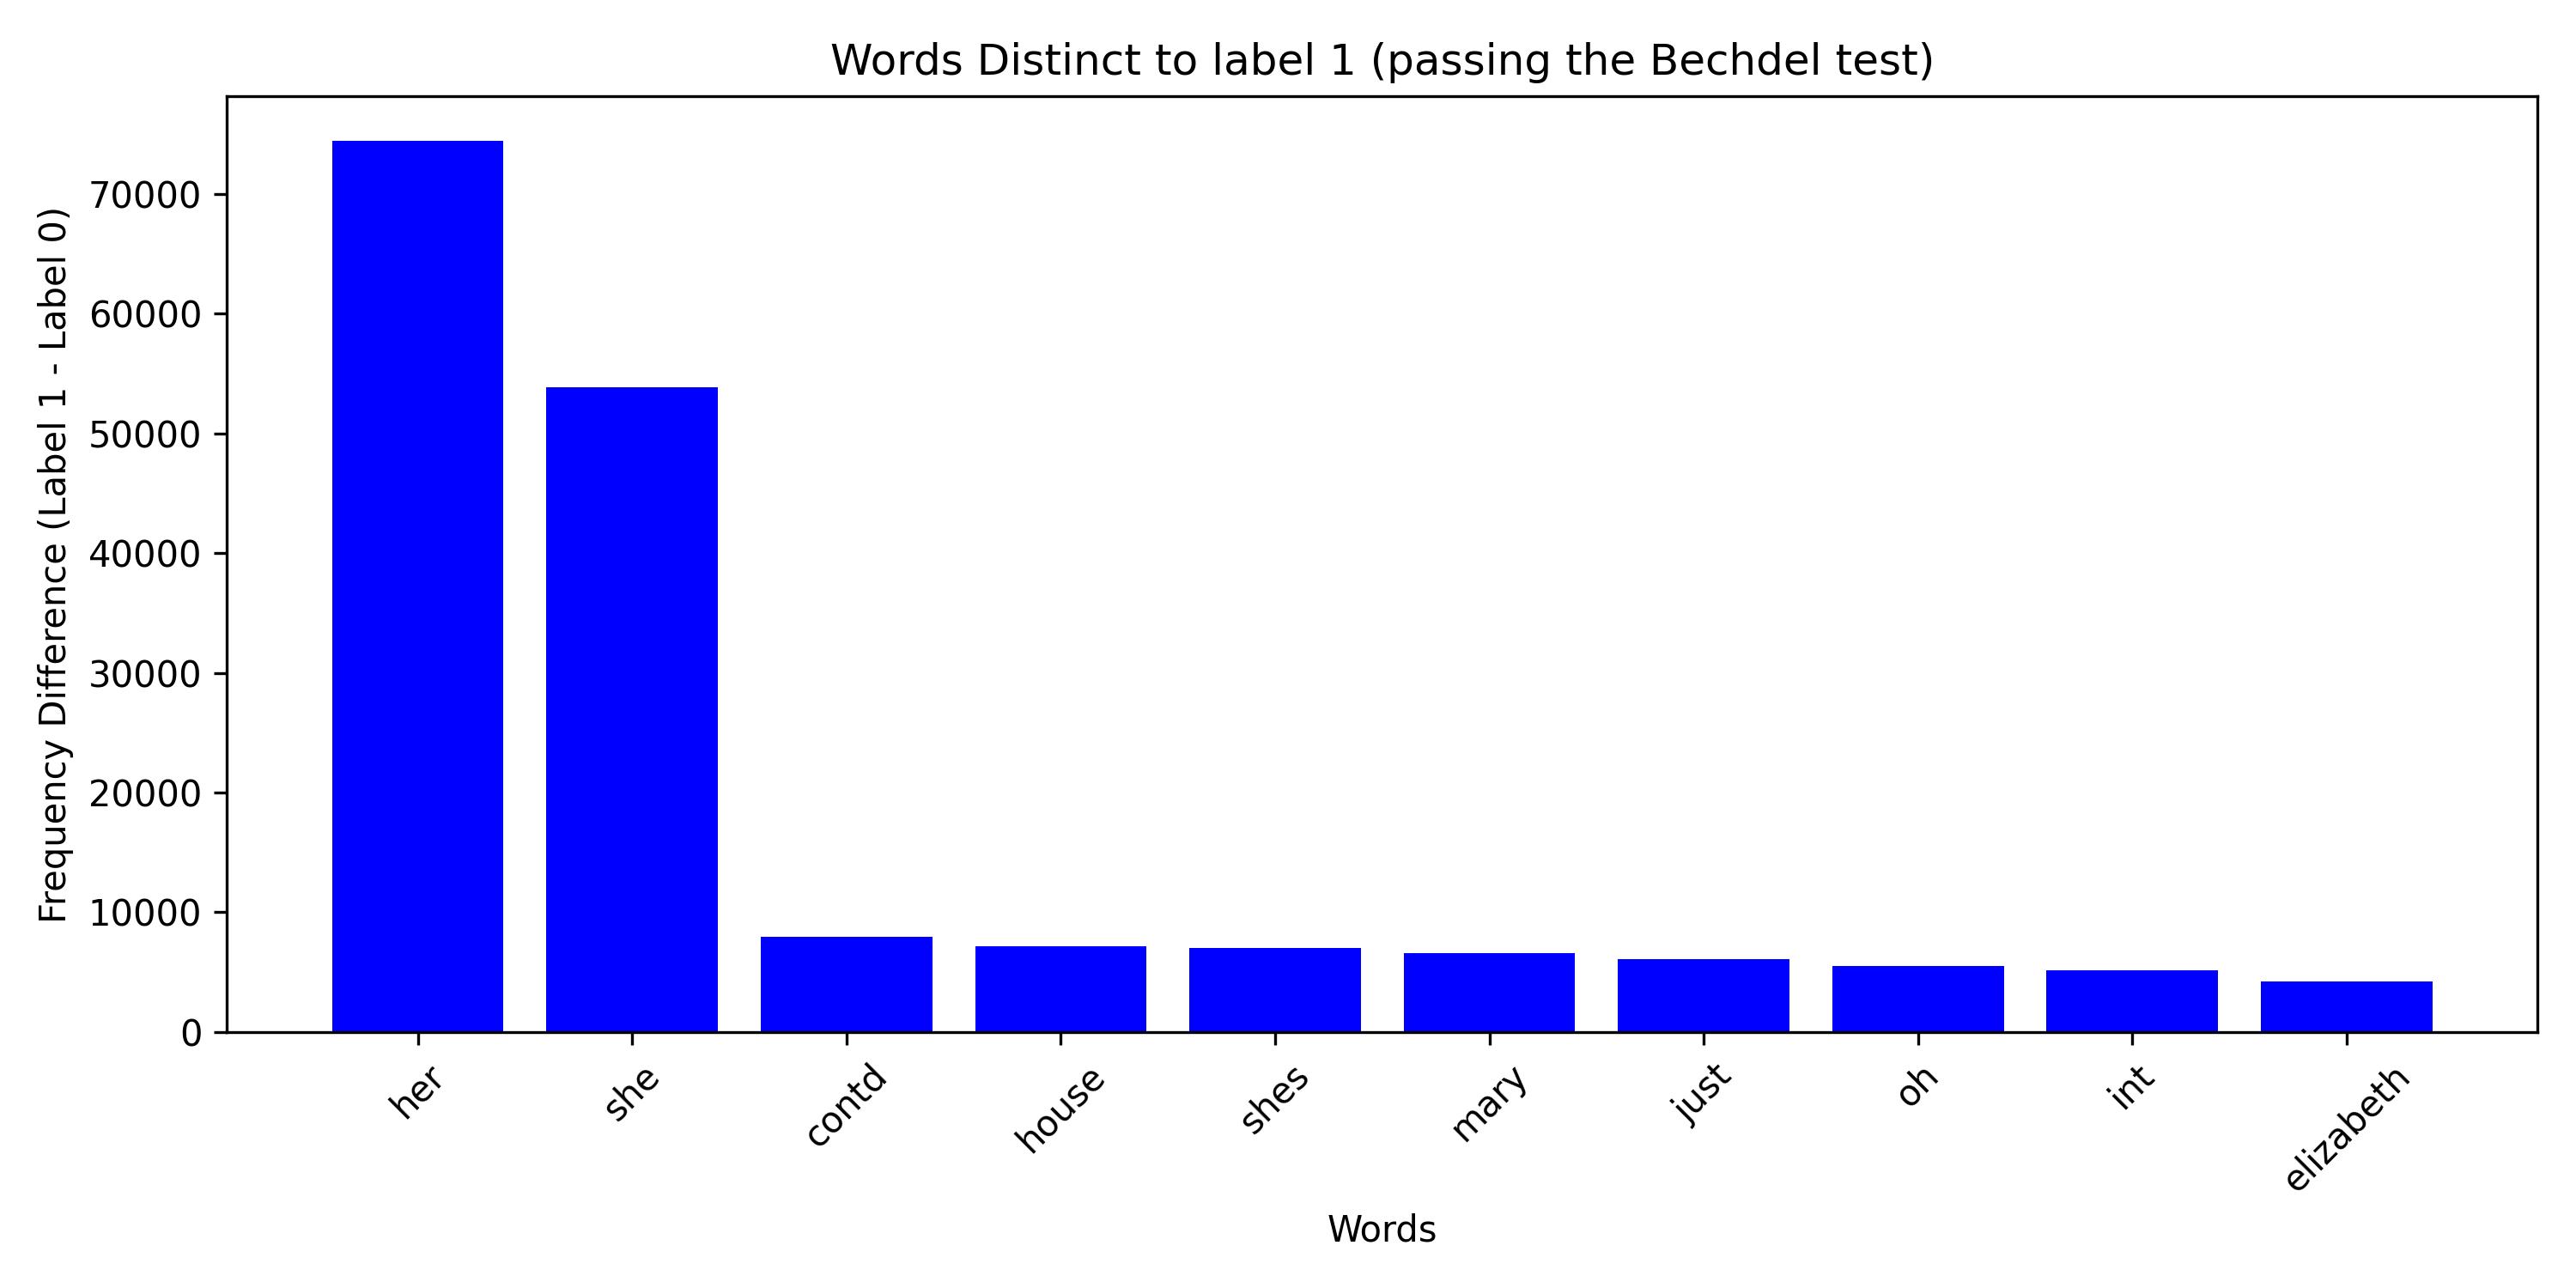 Words Distinct to label 1 (passing the Bechdel test)
Frequency Difference (Label 1 - Label 0)
70000
60000
50000
40000
30000
20000
10000
0
her
she
contd
house
shes
mary
just
oh
int
elizabeth
Words